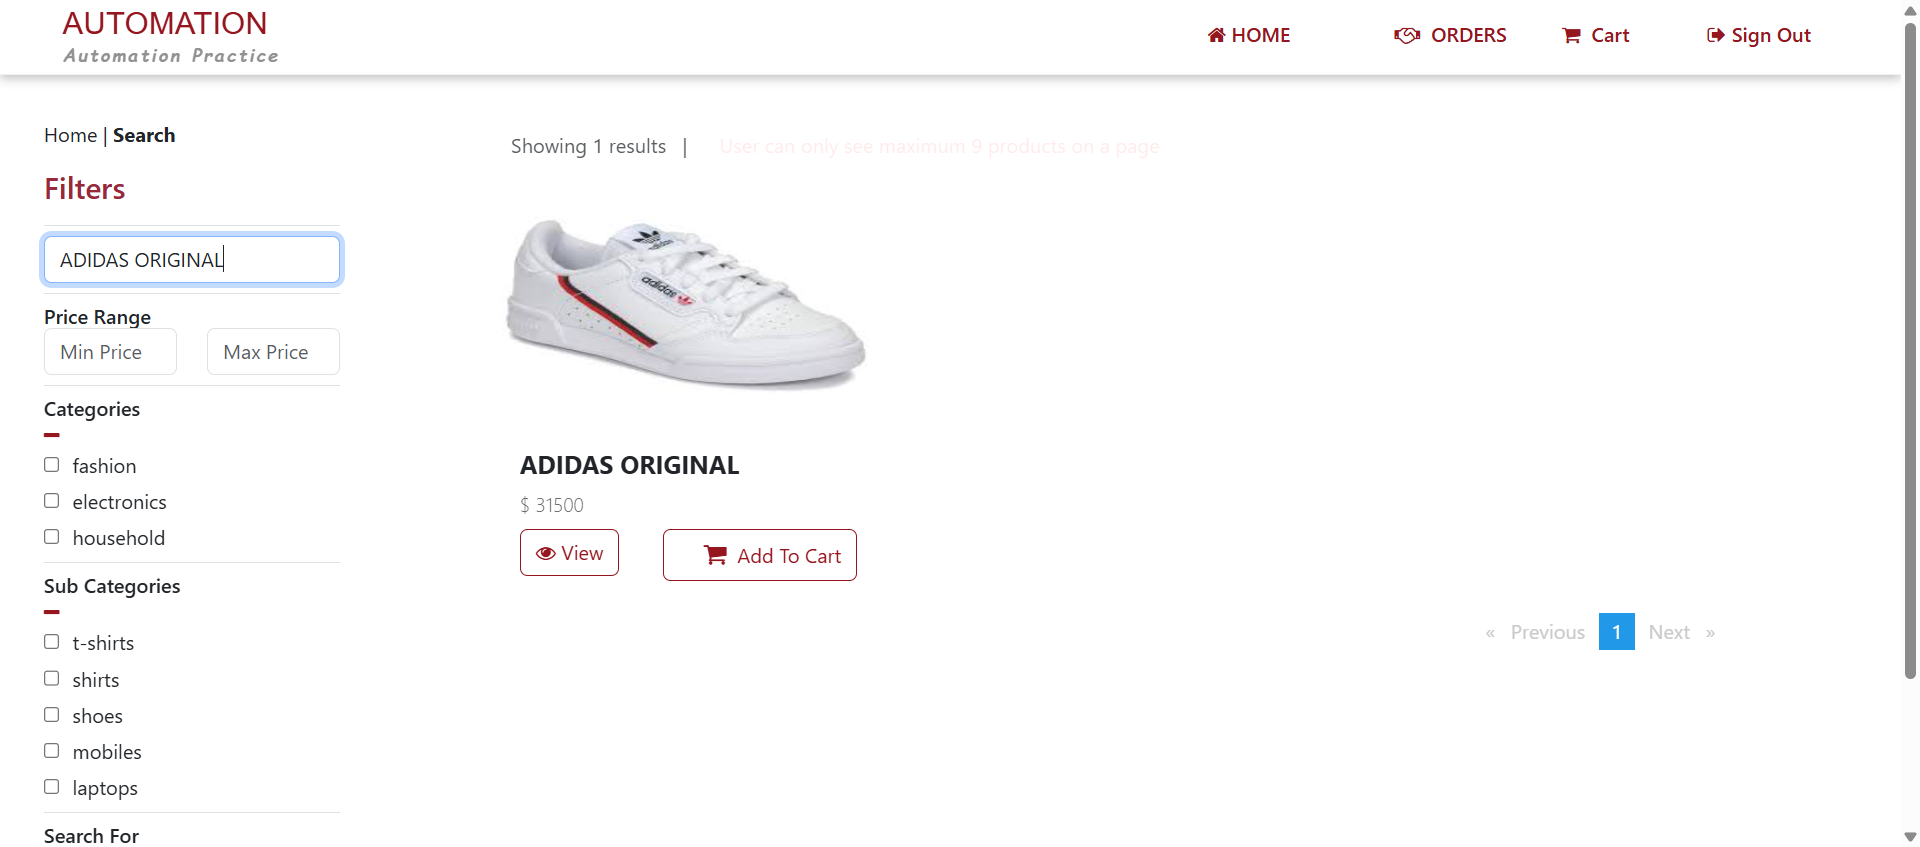 AUTOMATION
Automation Practice
HOME
ORDERS
Cart
Sign Out
Home | Search
Showing 1 results |
User can only see maximum 9 products on a page
Filters
ADIDAS ORIGINAL
Price Range
Min Price
Max Price
Categories
fashion
electronics
household
Sub Categories
t-shirts
shirts
shoes
mobiles
laptops
Search For
adidas
ADIDAS ORIGINAL
$ 31500
View
Add To Cart
« Previous 1 Next »